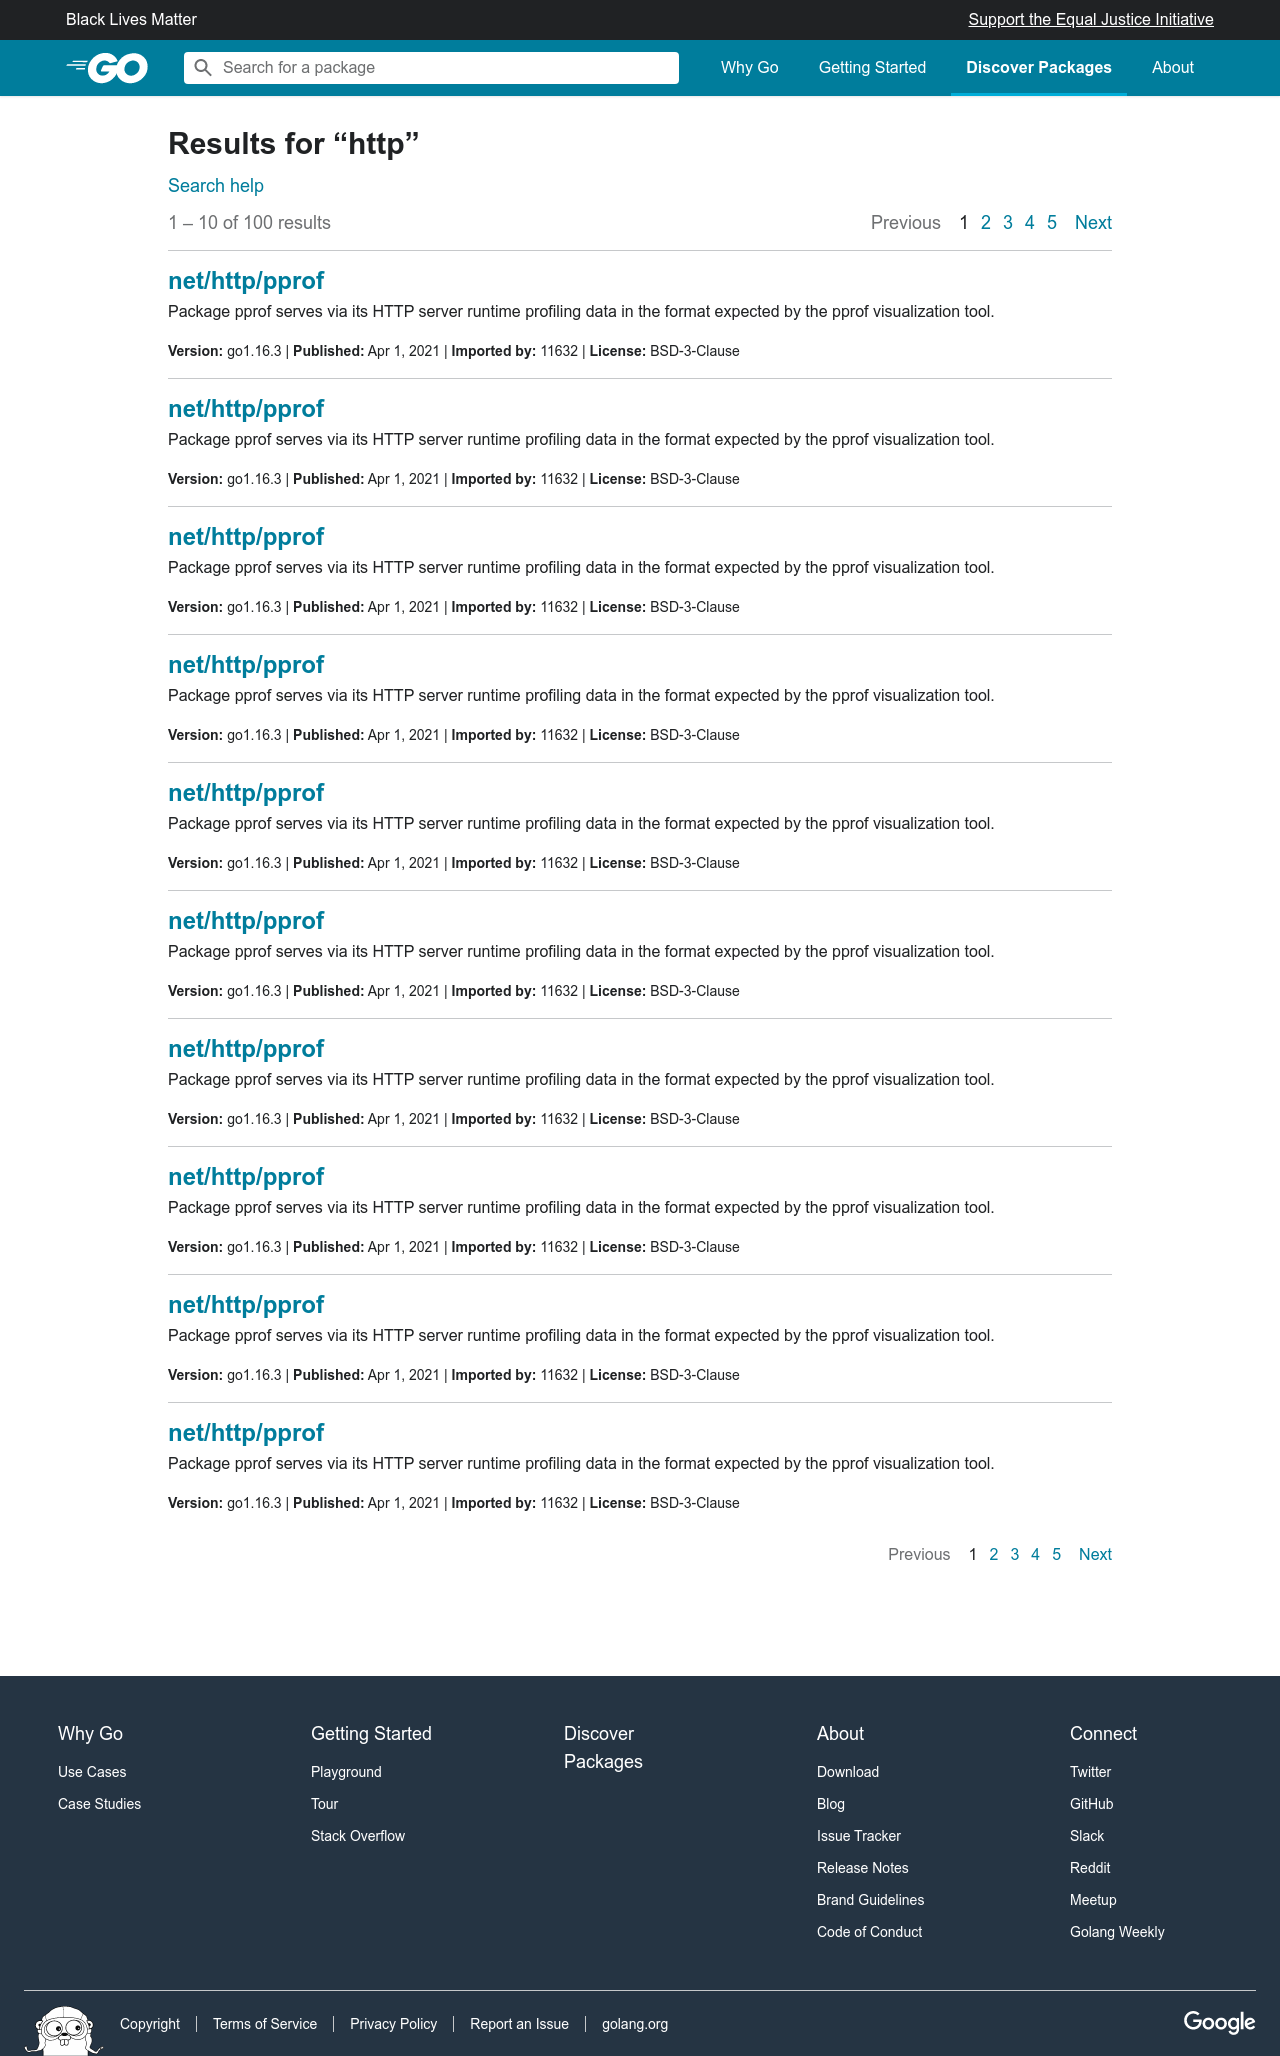 Black Lives Matter Support the Equal Justice Initiative
GO Search for a package Why Go Getting Started Discover Packages About
Results for “http”
Search help
1 – 10 of 100 results Previous 1 2 3 4 5 Next
net/http/pprof
Package pprof serves via its HTTP server runtime profiling data in the format expected by the pprof visualization tool.
Version: go1.16.3 | Published: Apr 1, 2021 | Imported by: 11632 | License: BSD-3-Clause
net/http/pprof
Package pprof serves via its HTTP server runtime profiling data in the format expected by the pprof visualization tool.
Version: go1.16.3 | Published: Apr 1, 2021 | Imported by: 11632 | License: BSD-3-Clause
net/http/pprof
Package pprof serves via its HTTP server runtime profiling data in the format expected by the pprof visualization tool.
Version: go1.16.3 | Published: Apr 1, 2021 | Imported by: 11632 | License: BSD-3-Clause
net/http/pprof
Package pprof serves via its HTTP server runtime profiling data in the format expected by the pprof visualization tool.
Version: go1.16.3 | Published: Apr 1, 2021 | Imported by: 11632 | License: BSD-3-Clause
net/http/pprof
Package pprof serves via its HTTP server runtime profiling data in the format expected by the pprof visualization tool.
Version: go1.16.3 | Published: Apr 1, 2021 | Imported by: 11632 | License: BSD-3-Clause
net/http/pprof
Package pprof serves via its HTTP server runtime profiling data in the format expected by the pprof visualization tool.
Version: go1.16.3 | Published: Apr 1, 2021 | Imported by: 11632 | License: BSD-3-Clause
net/http/pprof
Package pprof serves via its HTTP server runtime profiling data in the format expected by the pprof visualization tool.
Version: go1.16.3 | Published: Apr 1, 2021 | Imported by: 11632 | License: BSD-3-Clause
net/http/pprof
Package pprof serves via its HTTP server runtime profiling data in the format expected by the pprof visualization tool.
Version: go1.16.3 | Published: Apr 1, 2021 | Imported by: 11632 | License: BSD-3-Clause
net/http/pprof
Package pprof serves via its HTTP server runtime profiling data in the format expected by the pprof visualization tool.
Version: go1.16.3 | Published: Apr 1, 2021 | Imported by: 11632 | License: BSD-3-Clause
net/http/pprof
Package pprof serves via its HTTP server runtime profiling data in the format expected by the pprof visualization tool.
Version: go1.16.3 | Published: Apr 1, 2021 | Imported by: 11632 | License: BSD-3-Clause
Previous 1 2 3 4 5 Next
Why Go
Use Cases
Case Studies
Getting Started
Playground
Tour
Stack Overflow
Discover
Packages
About
Download
Blog
Issue Tracker
Release Notes
Brand Guidelines
Code of Conduct
Connect
Twitter
GitHub
Slack
Reddit
Meetup
Golang Weekly
Copyright Terms of Service Privacy Policy Report an Issue golang.org Google